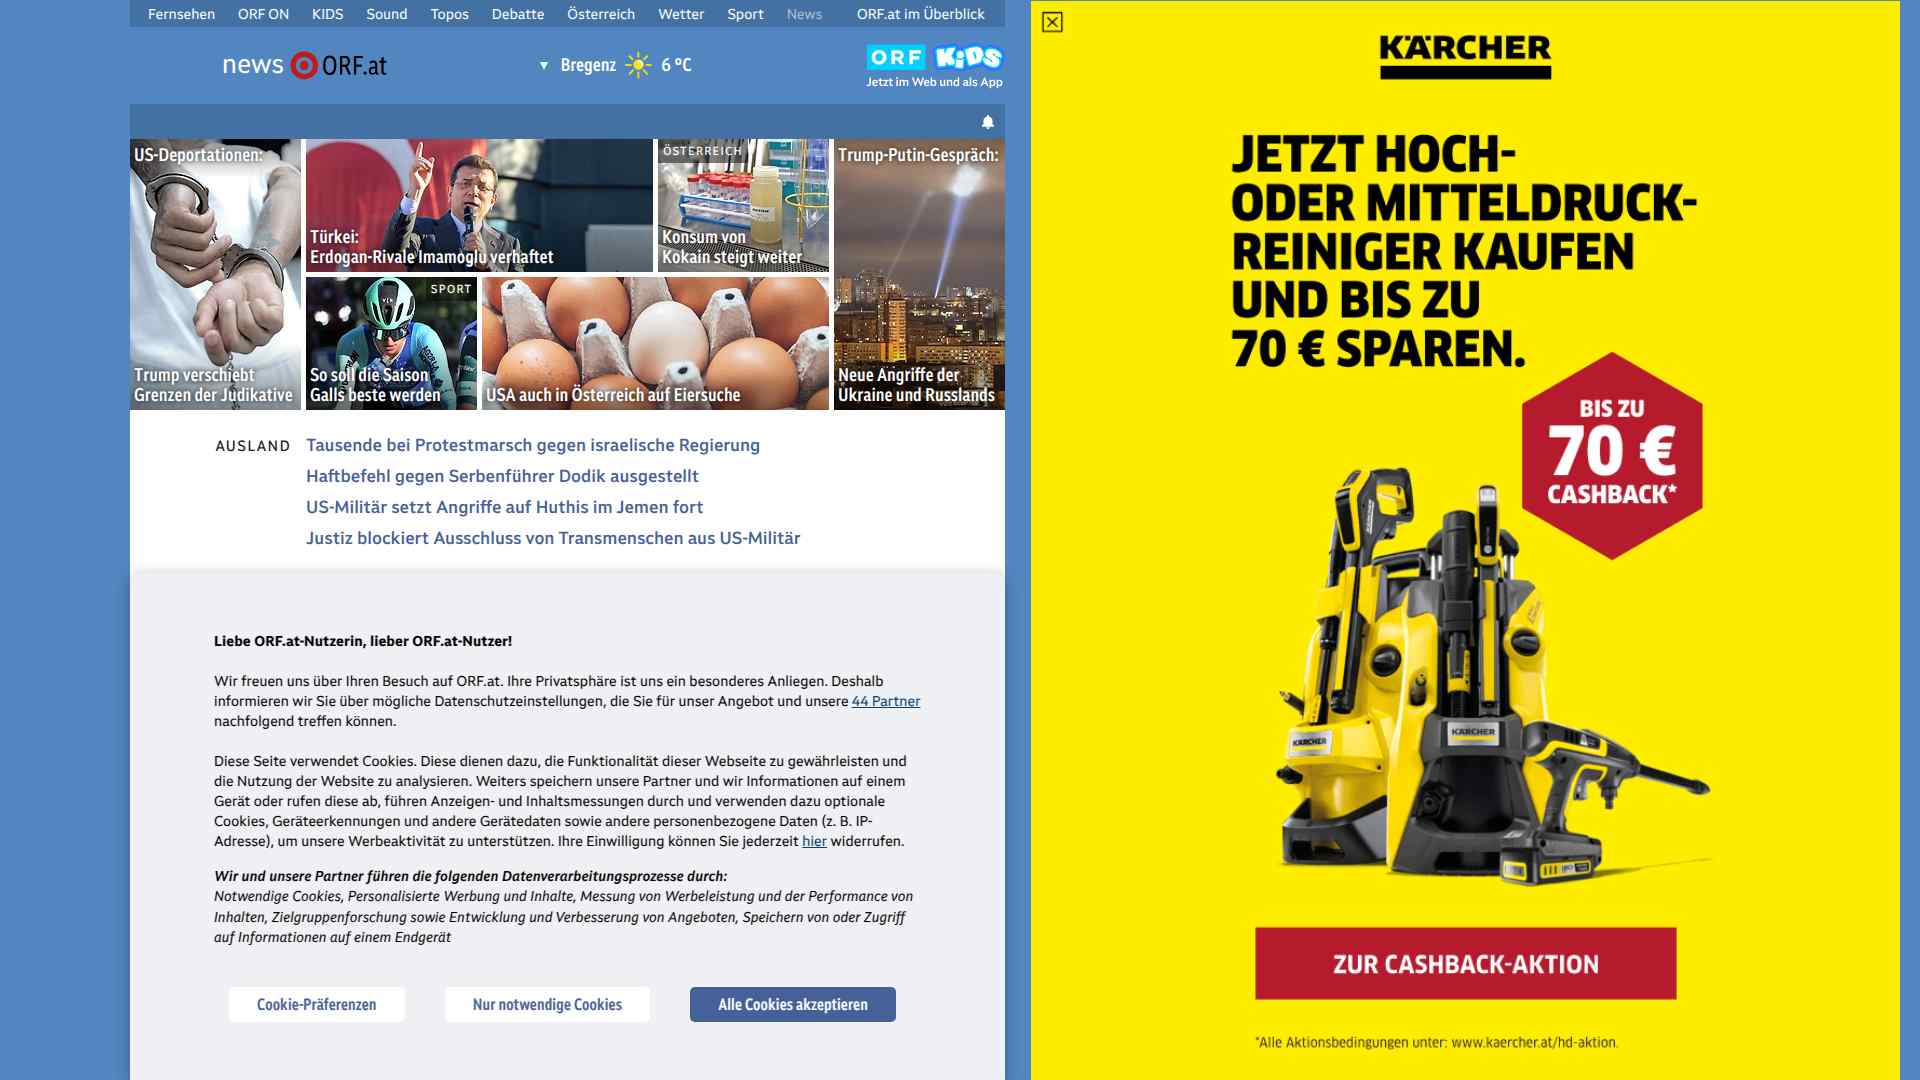 Fernsehen ORF ON KIDS Sound Topos Debatte Österreich Wetter Sport News ORF.at im Überblick
news ORF.at
Bregenz 6 °C
ORF KiDS
Jetzt im Web und als App
US-Deportationen:
Trump verschiebt
Grenzen der Judikative
Türkei:
Erdogan-Rivale Imamoglu verhaftet
ÖSTERREICH
Konsum von
Kokain steigt weiter
Trump-Putin-Gespräch:
Neue Angriffe der
Ukraine und Russlands
SPORT
So soll die Saison
Galls beste werden
USA auch in Österreich auf Eiersuche
AUSLAND
Tausende bei Protestmarsch gegen israelische Regierung
Haftbefehl gegen Serbenführer Dodik ausgestellt
US-Militär setzt Angriffe auf Huthis im Jemen fort
Justiz blockiert Ausschluss von Transmenschen aus US-Militär
Liebe ORF.at-Nutzerin, lieber ORF.at-Nutzer!
Wir freuen uns über Ihren Besuch auf ORF.at. Ihre Privatsphäre ist uns ein besonderes Anliegen. Deshalb
informieren wir Sie über mögliche Datenschutzeinstellungen, die Sie für unser Angebot und unsere 44 Partner
nachfolgend treffen können.
Diese Seite verwendet Cookies. Diese dienen dazu, die Funktionalität dieser Webseite zu gewährleisten und
die Nutzung der Website zu analysieren. Weiters speichern unsere Partner und wir Informationen auf einem
Gerät oder rufen diese ab, führen Anzeigen- und Inhaltsmessungen durch und verwenden dazu optionale
Cookies, Geräteerkennungen und andere Gerätedaten sowie andere personenbezogene Daten (z. B. IP-
Adresse), um unsere Werbeaktivität zu unterstützen. Ihre Einwilligung können Sie jederzeit hier widerrufen.
Wir und unsere Partner führen die folgenden Datenverarbeitungsprozesse durch:
Notwendige Cookies, Personalisierte Werbung und Inhalte, Messung von Werbeleistung und der Performance von
Inhalten, Zielgruppenforschung sowie Entwicklung und Verbesserung von Angeboten, Speichern von oder Zugriff
auf Informationen auf einem Endgerät
Cookie-Präferenzen
Nur notwendige Cookies
Alle Cookies akzeptieren
KÄRCHER
JETZT HOCH-
ODER MITTELDRUCK-
REINIGER KAUFEN
UND BIS ZU
70 € SPAREN.
BIS ZU
70 €
CASHBACK*
KÄRCHER
KÄRCHER
ZUR CASHBACK-AKTION
*Alle Aktionsbedingungen unter: www.kaercher.at/hd-aktion.